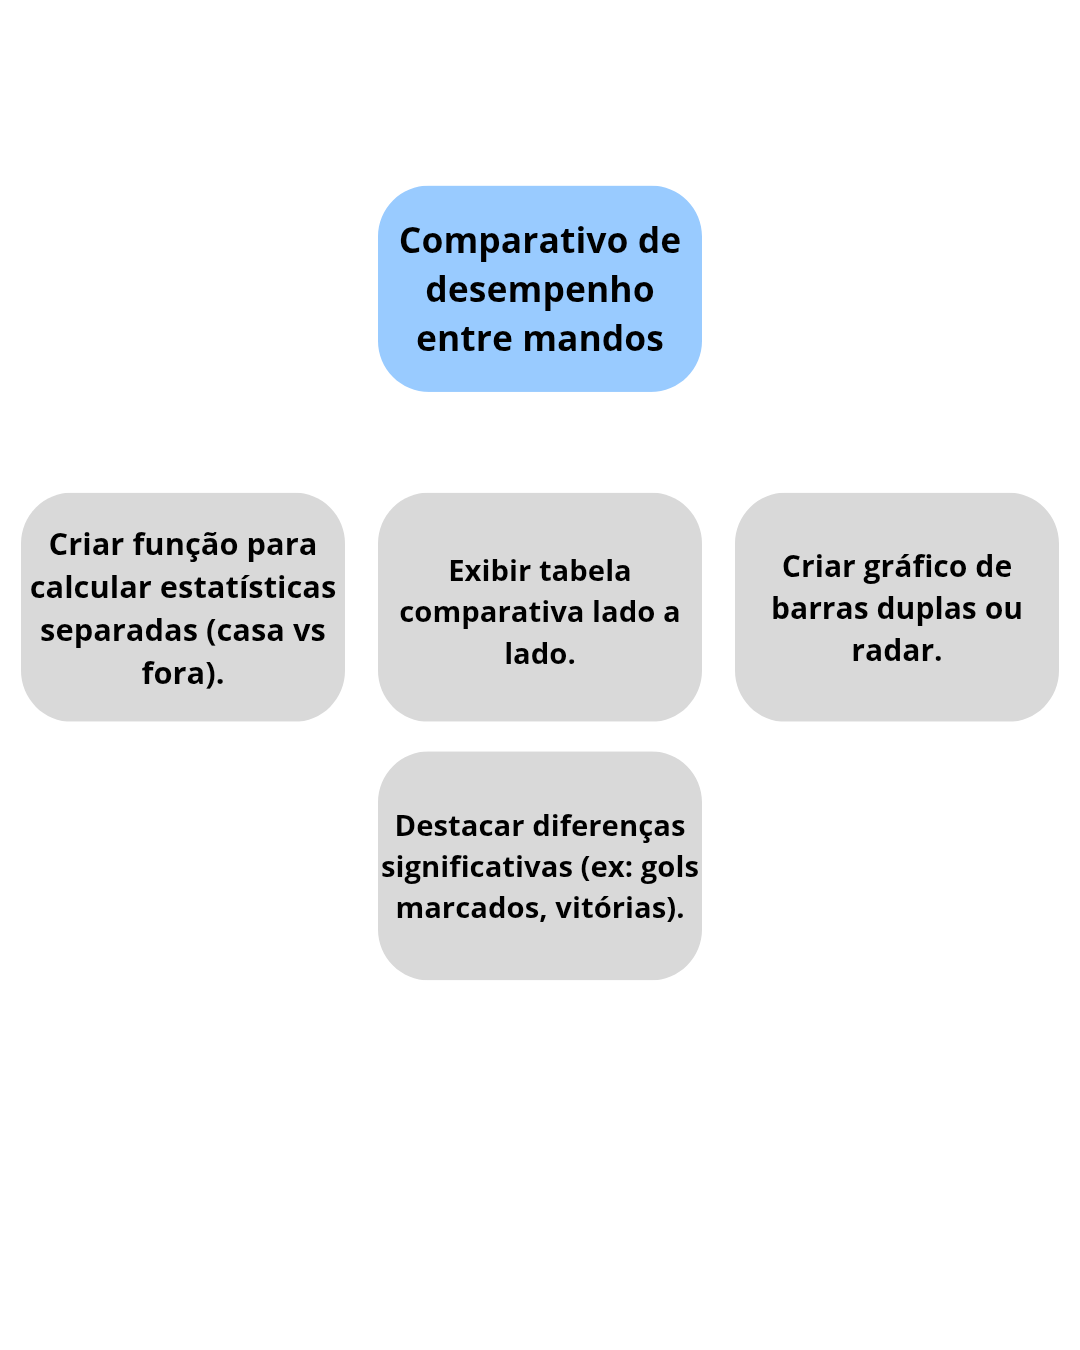 Comparativo de
desempenho
entre mandos
Criar função para
calcular estatísticas
separadas (casa vs
fora).
Exibir tabela
comparativa lado a
lado.
Criar gráfico de
barras duplas ou
radar.
Destacar diferenças
significativas (ex: gols
marcados, vitórias).